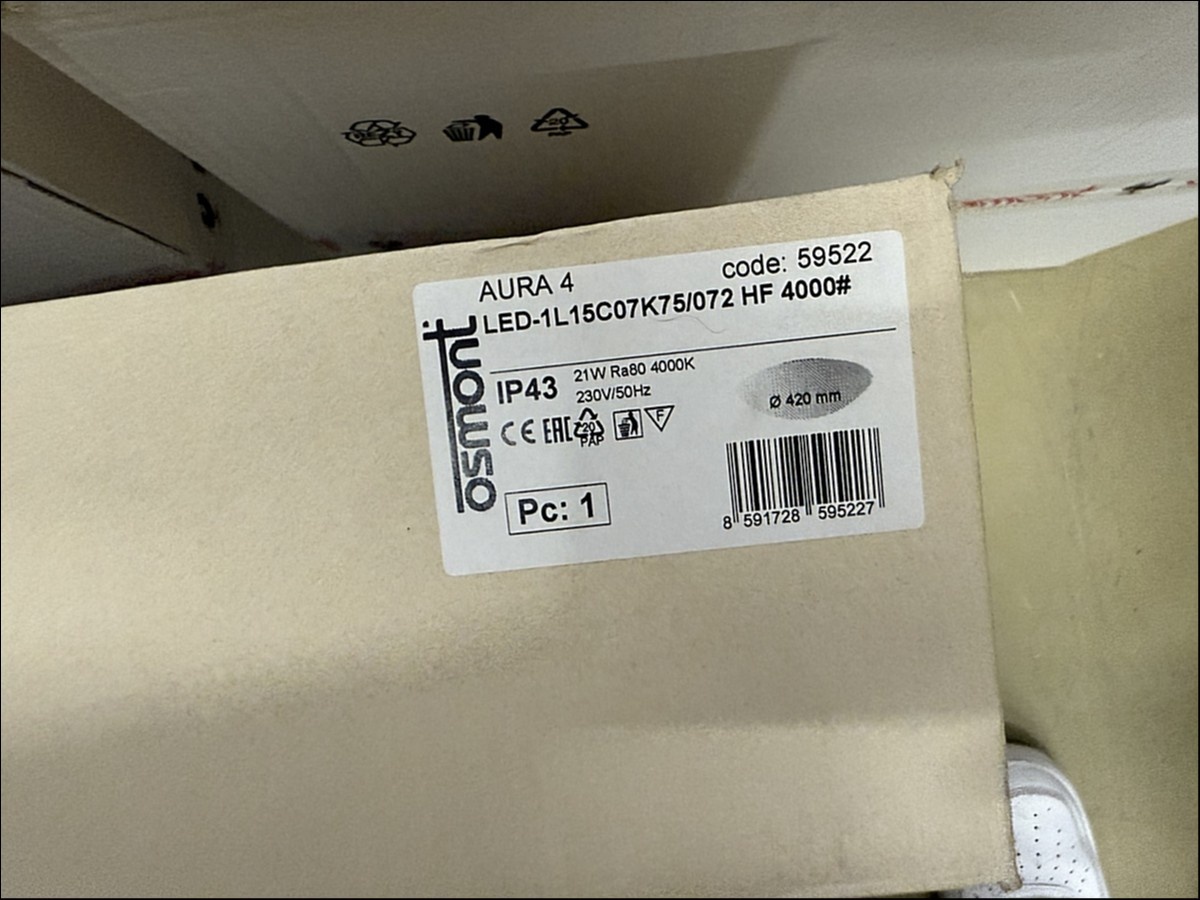 AURA 4
code: 59522
LED-1L15C07K75/072 HF 4000#
osmont
IP43
21W Ra80 4000K
230V/50Hz
Ø 420 mm
CE EAC 20 PAP F
Pc: 1
8 591728 595227
20